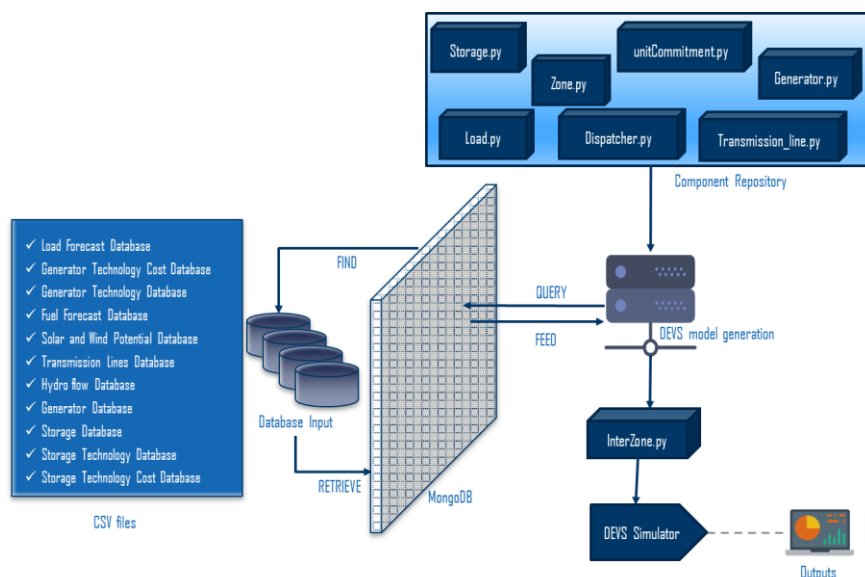 Storage.py
unitCommitment.py
Zone.py
Generator.py
Load.py
Dispatcher.py
Transmission_line.py
Component Repository
Load Forecast Database
Generator Technology Cost Database
Generator Technology Database
Fuel Forecast Database
Solar and Wind Potential Database
Transmission Lines Database
Hydro flow Database
Generator Database
Storage Database
Storage Technology Database
Storage Technology Cost Database
CSV files
FIND
Database Input
RETRIEVE
MongoDB
QUERY
FEED
DEVS model generation
InterZone.py
DEVS Simulator
Outputs